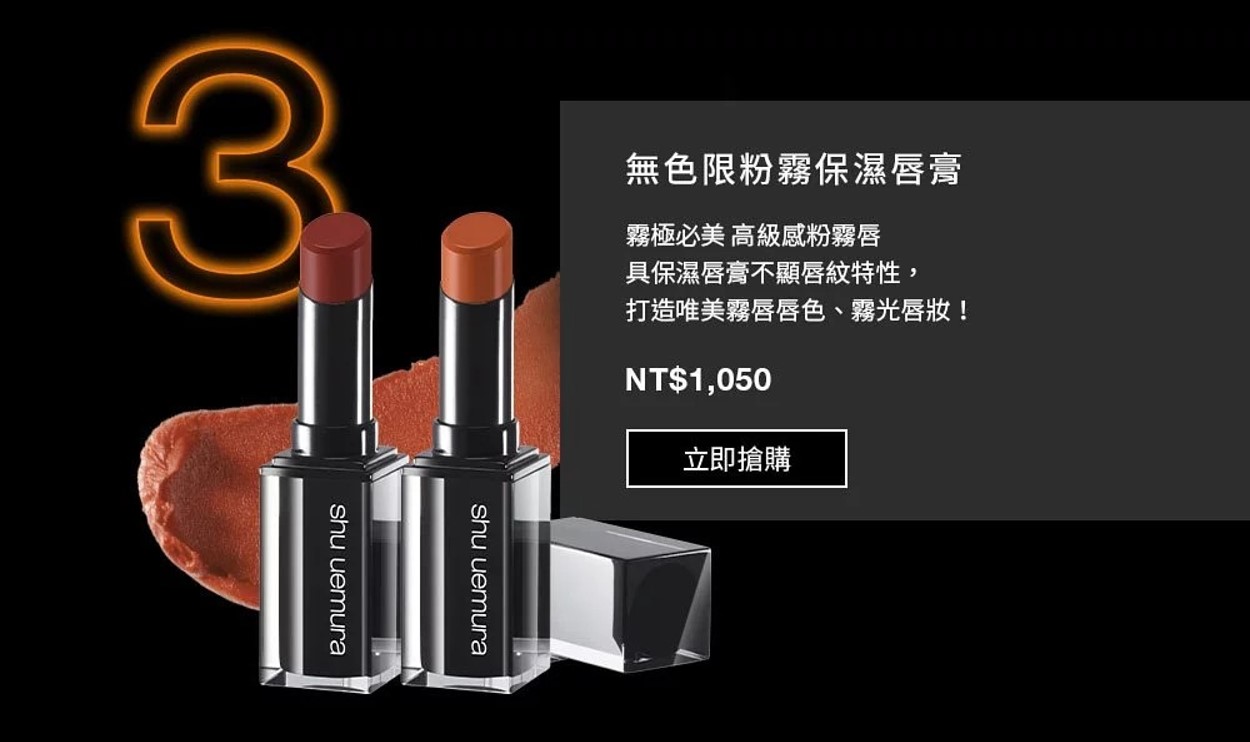 3
無色限粉霧保濕唇膏
霧極必美 高級感粉霧唇
具保濕唇膏不顯唇紋特性，
打造唯美霧唇唇色、霧光唇妝！
NT$1,050
立即搶購
shu uemura
shu uemura